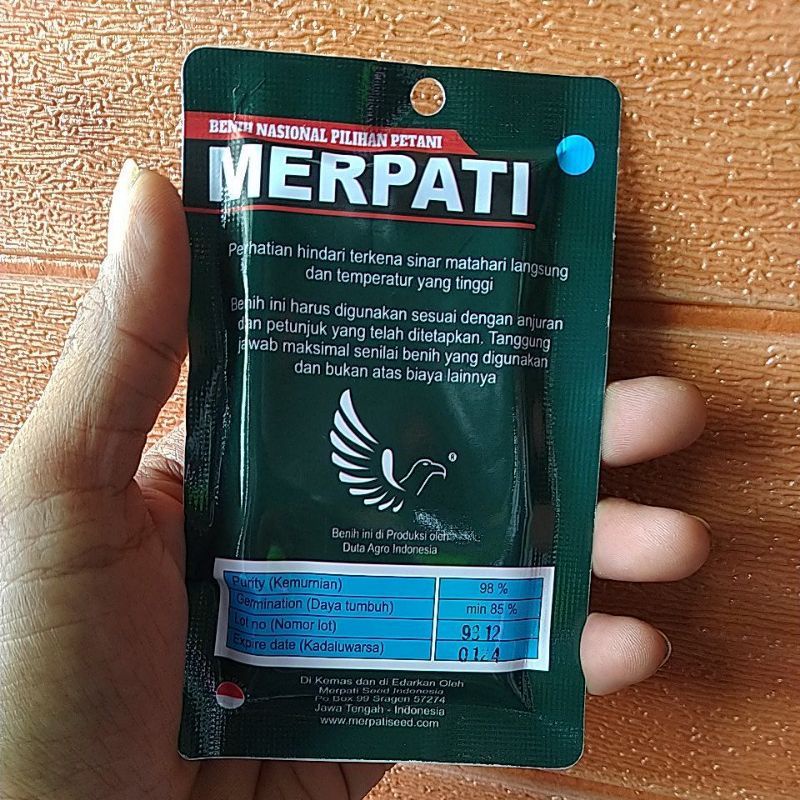 BENIH NASIONAL PILIHAN PETANI
MERPATI
Perhatian hindari terkena sinar matahari langsung
dan temperatur yang tinggi
Benih ini harus digunakan sesuai dengan anjuran
dan petunjuk yang telah ditetapkan. Tanggung
jawab maksimal senilai benih yang digunakan
dan bukan atas biaya lainnya
®
Benih ini di Produksi oleh
Duta Agro Indonesia
Purity (Kemurnian) 98 %
Germination (Daya tumbuh) min 85 %
Lot no (Nomor lot)
Expire date (Kadaluwarsa)
Di Kemas dan di Edarkan Oleh
Merpati Seed Indonesia
Po Box 99 Sragen 57274
Jawa Tengah - Indonesia
www.merpatiseed.com